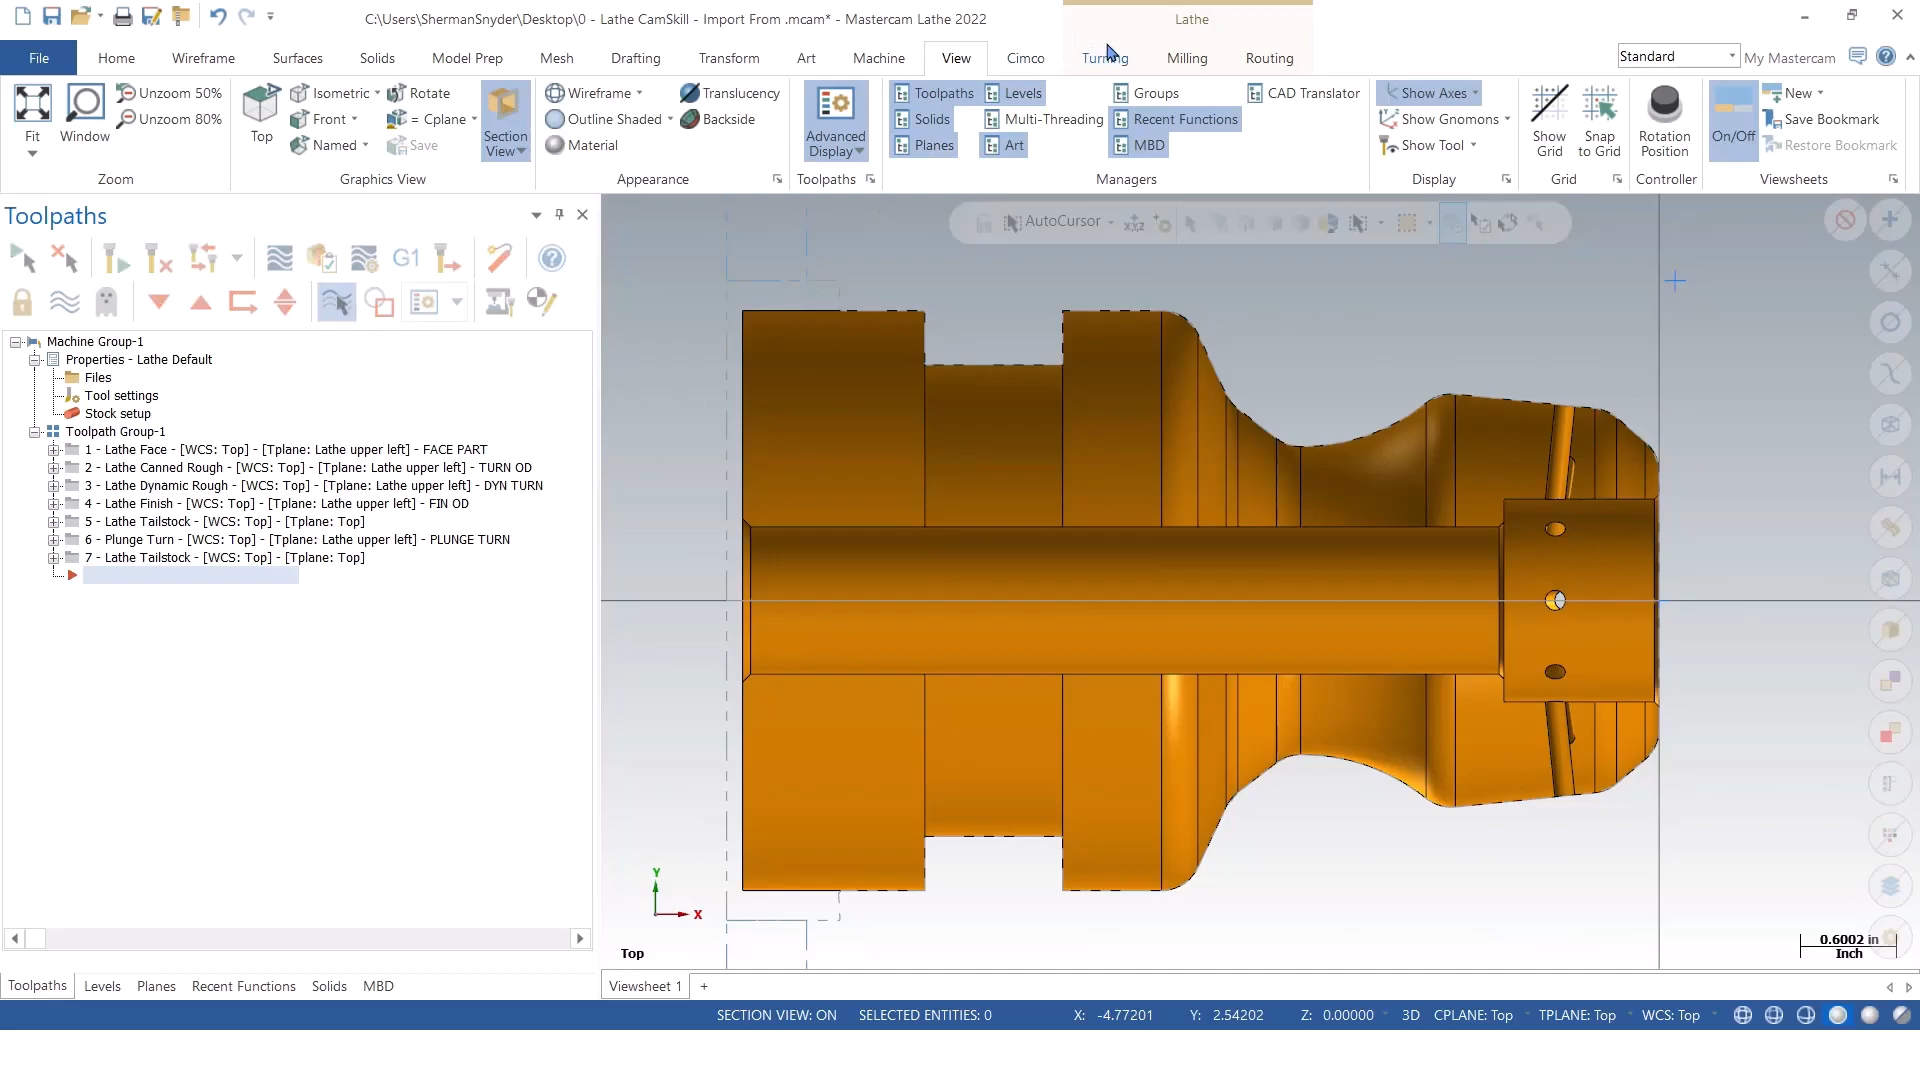 C:\Users\ShermanSnyder\Desktop\0 - Lathe CamSkill - Import From .mcam* - Mastercam Lathe 2022
Lathe
File Home Wireframe Surfaces Solids Model Prep Mesh Drafting Transform Art Machine View Cimco Turning Milling Routing Standard My Mastercam
Unzoom 50% Isometric Rotate Wireframe Translucency Toolpaths Levels Groups CAD Translator Show Axes New
Unzoom 80% Front = Cplane Outline Shaded Backside Solids Multi-Threading Recent Functions Show Gnomons Save Bookmark
Fit Window Top Named Save Section View Material Advanced Display Planes Art MBD Show Tool Show Grid Snap to Grid Rotation Position On/Off Restore Bookmark
Zoom Graphics View Appearance Toolpaths Managers Display Grid Controller Viewsheets
Toolpaths
AutoCursor
G1
Machine Group-1
Properties - Lathe Default
Files
Tool settings
Stock setup
Toolpath Group-1
1 - Lathe Face - [WCS: Top] - [Tplane: Lathe upper left] - FACE PART
2 - Lathe Canned Rough - [WCS: Top] - [Tplane: Lathe upper left] - TURN OD
3 - Lathe Dynamic Rough - [WCS: Top] - [Tplane: Lathe upper left] - DYN TURN
4 - Lathe Finish - [WCS: Top] - [Tplane: Lathe upper left] - FIN OD
5 - Lathe Tailstock - [WCS: Top] - [Tplane: Top]
6 - Plunge Turn - [WCS: Top] - [Tplane: Lathe upper left] - PLUNGE TURN
7 - Lathe Tailstock - [WCS: Top] - [Tplane: Top]
Y
X
Top
0.6002 in
Inch
Toolpaths Levels Planes Recent Functions Solids MBD Viewsheet 1 +
SECTION VIEW: ON SELECTED ENTITIES: 0 X: -4.77201 Y: 2.54202 Z: 0.00000 3D CPLANE: Top TPLANE: Top WCS: Top